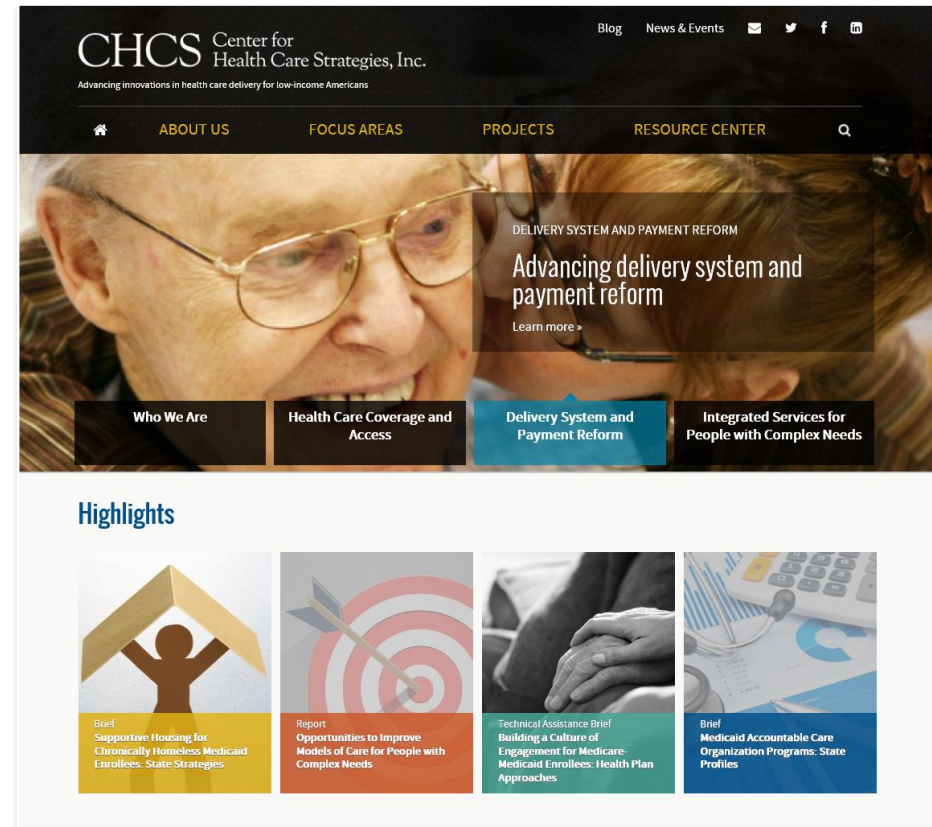 Blog News & Events
CHCS Center for
Health Care Strategies, Inc.
Advancing innovations in health care delivery for low-income Americans
ABOUT US FOCUS AREAS PROJECTS RESOURCE CENTER
DELIVERY SYSTEM AND PAYMENT REFORM
Advancing delivery system and
payment reform
Learn more »
Who We Are
Health Care Coverage and
Access
Delivery System and
Payment Reform
Integrated Services for
People with Complex Needs
Highlights
Brief
Supportive Housing for
Chronically Homeless Medicaid
Enrollees: State Strategies
Report
Opportunities to Improve
Models of Care for People with
Complex Needs
Technical Assistance Brief
Building a Culture of
Engagement for Medicare-
Medicaid Enrollees: Health Plan
Approaches
Brief
Medicaid Accountable Care
Organization Programs: State
Profiles